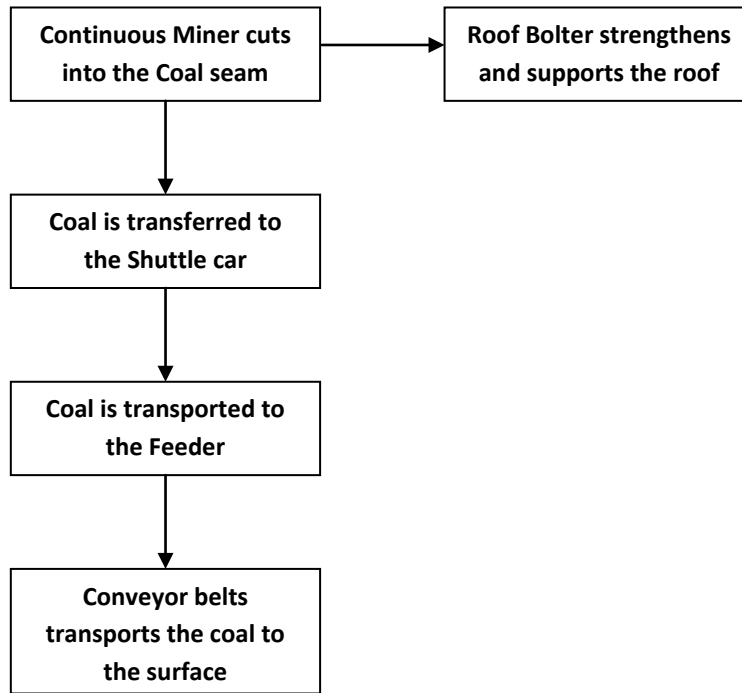 Continuous Miner cuts
into the Coal seam
Roof Bolter strengthens
and supports the roof
Coal is transferred to
the Shuttle car
Coal is transported to
the Feeder
Conveyor belts
transports the coal to
the surface